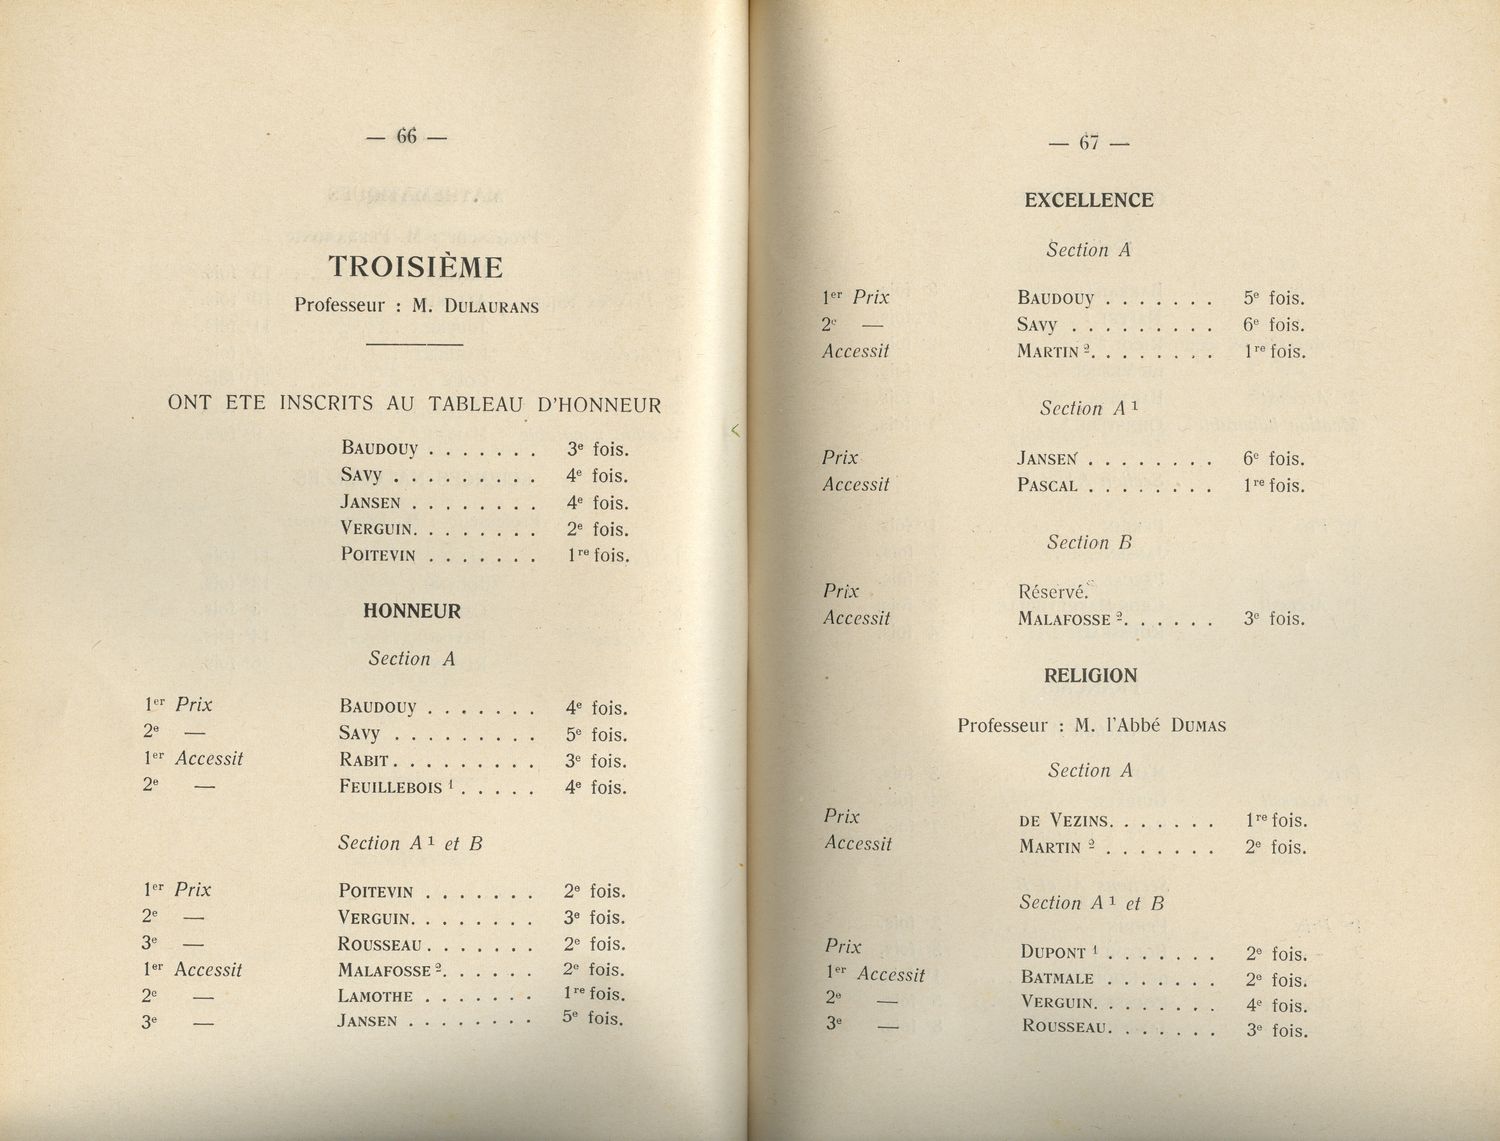 — 66 —
TROISIÈME
Professeur : M. DULAURANS
ONT ETE INSCRITS AU TABLEAU D'HONNEUR
BAUDOUY . . . . . . . 3e fois.
SAVY . . . . . . . . . 4e fois.
JANSEN . . . . . . . . 4e fois.
VERGUIN. . . . . . . . 2e fois.
POITEVIN . . . . . . . 1re fois.
HONNEUR
Section A
1er Prix BAUDOUY . . . . . . . 4e fois.
2e — SAVY . . . . . . . . . 5e fois.
1er Accessit RABIT. . . . . . . . . 3e fois.
2e — FEUILLEBOIS 1 . . . . . 4e fois.
Section A 1 et B
1er Prix POITEVIN . . . . . . . 2e fois.
2e — VERGUIN. . . . . . . . 3e fois.
3e — ROUSSEAU . . . . . . . 2e fois.
1er Accessit MALAFOSSE 2. . . . . . 2e fois.
2e — LAMOTHE . . . . . . . 1re fois.
3e — JANSEN . . . . . . . . 5e fois.
— 67 —
EXCELLENCE
Section A
1er Prix BAUDOUY . . . . . . . 5e fois.
2e — SAVY . . . . . . . . . 6e fois.
Accessit MARTIN 2. . . . . . . . 1re fois.
Section A 1
Prix JANSEN . . . . . . . . 6e fois.
Accessit PASCAL . . . . . . . . 1re fois.
Section B
Prix Réservé.
Accessit MALAFOSSE 2. . . . . . 3e fois.
RELIGION
Professeur : M. l'Abbé DUMAS
Section A
Prix DE VEZINS. . . . . . . 1re fois.
Accessit MARTIN 2 . . . . . . . 2e fois.
Section A 1 et B
Prix DUPONT 1 . . . . . . . 2e fois.
1er Accessit BATMALE . . . . . . . 2e fois.
2e — VERGUIN. . . . . . . . 4e fois.
3e — ROUSSEAU. . . . . . . 3e fois.